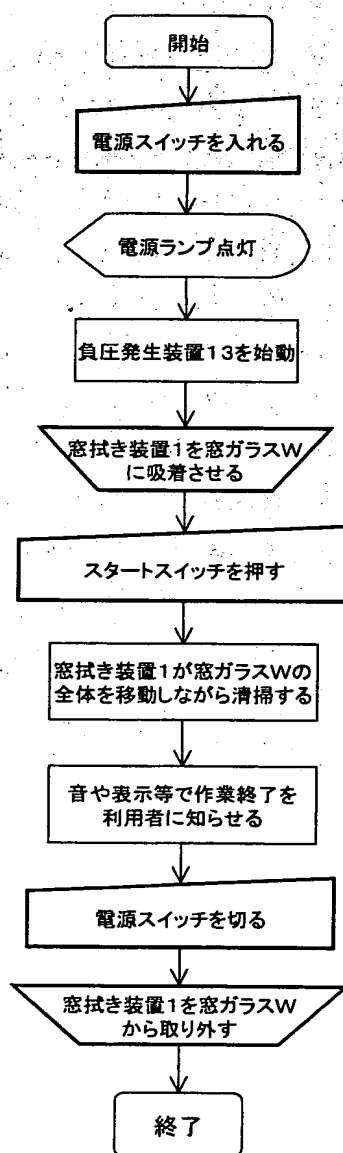 開始
電源スイッチを入れる
電源ランプ点灯
負圧発生装置13を始動
窓拭き装置1を窓ガラスW
に吸着させる
スタートスイッチを押す
窓拭き装置1が窓ガラスWの
全体を移動しながら清掃する
音や表示等で作業終了を
利用者に知らせる
電源スイッチを切る
窓拭き装置1を窓ガラスW
から取り外す
終了